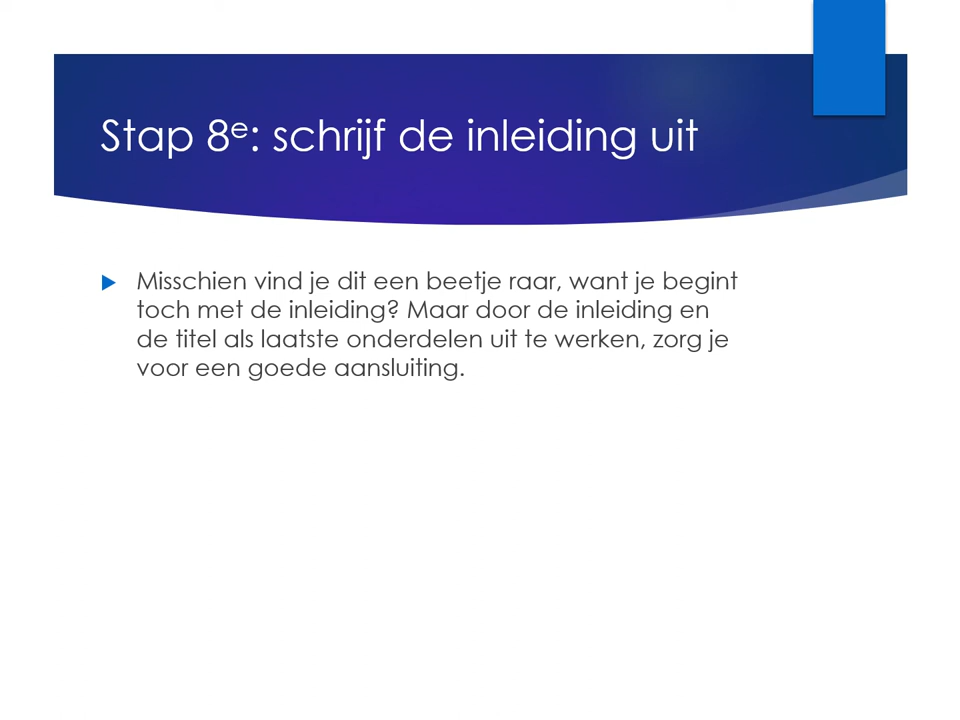 Stap 8ᵉ: schrijf de inleiding uit
Misschien vind je dit een beetje raar, want je begint
toch met de inleiding? Maar door de inleiding en
de titel als laatste onderdelen uit te werken, zorg je
voor een goede aansluiting.